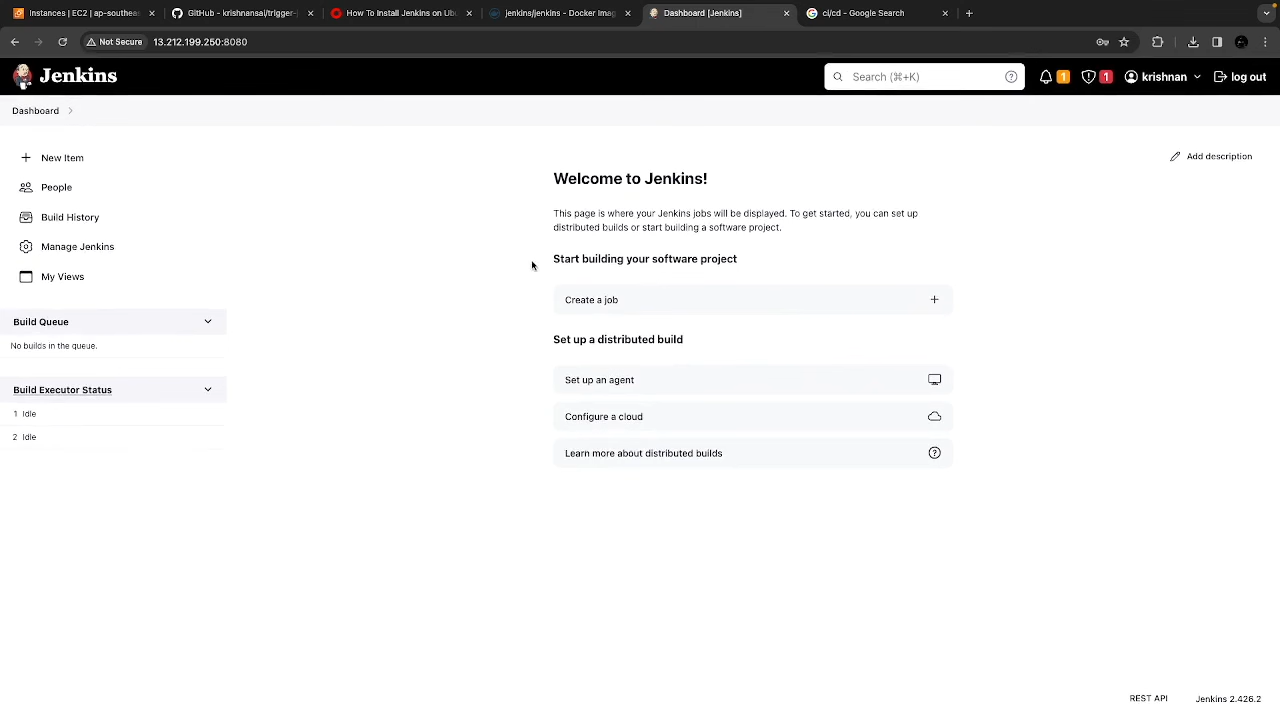 Instances | EC2 | ap-southeas
GitHub - krishnansai/trigger-j
How To Install Jenkins on Ubu
jenkins/jenkins - Docker Imag
Dashboard [Jenkins]
ci/cd - Google Search
Not Secure
13.212.199.250:8080
Jenkins
Search (⌘+K)
1
1
krishnan
log out
Dashboard
New Item
People
Build History
Manage Jenkins
My Views
Build Queue
No builds in the queue.
Build Executor Status
1 Idle
2 Idle
Add description
Welcome to Jenkins!
This page is where your Jenkins jobs will be displayed. To get started, you can set up
distributed builds or start building a software project.
Start building your software project
Create a job
Set up a distributed build
Set up an agent
Configure a cloud
Learn more about distributed builds
REST API
Jenkins 2.426.2